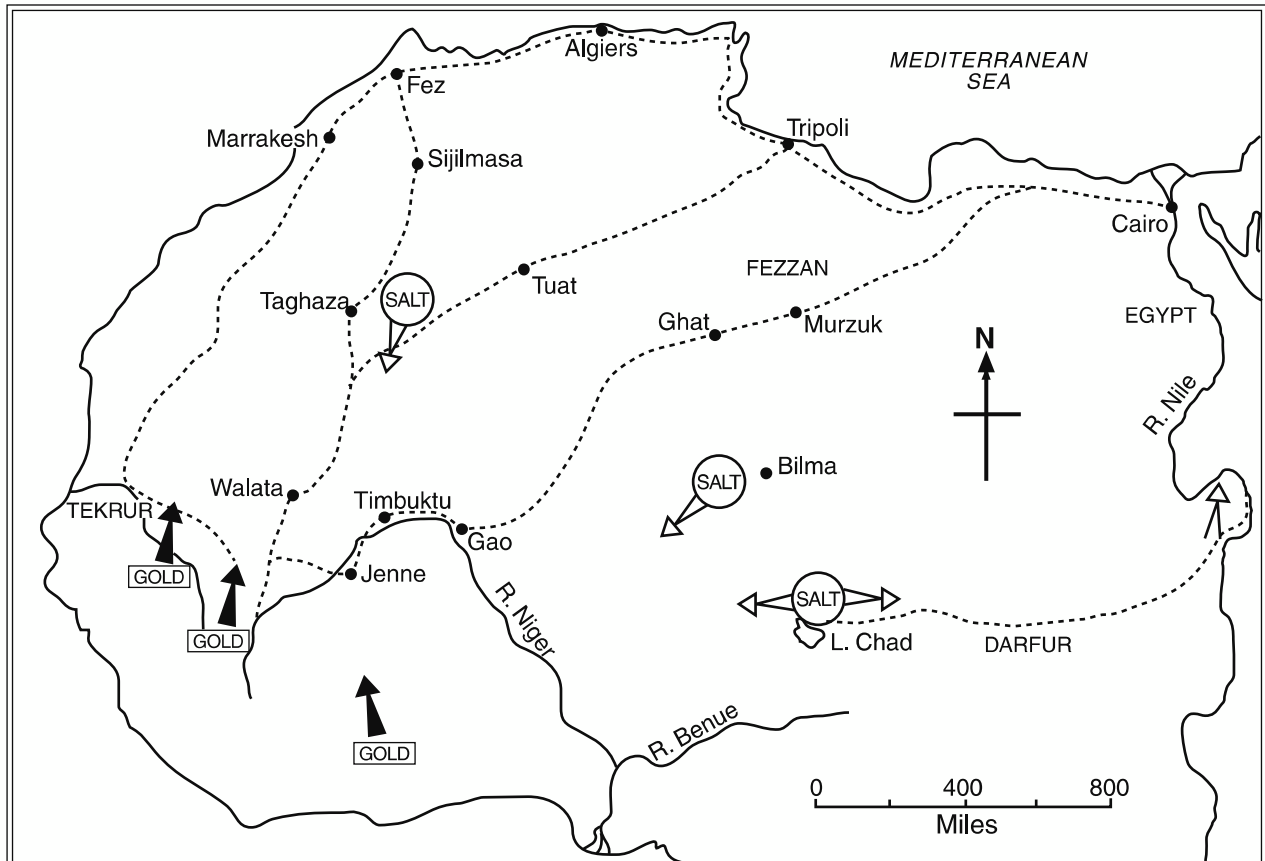 Algiers
MEDITERRANEAN
SEA
Fez
Marrakesh
Tripoli
Sijilmasa
Cairo
FEZZAN
Tuat
Taghaza
SALT
Ghat
Murzuk
EGYPT
N
R. Nile
Walata
SALT
Bilma
TEKRUR
Timbuktu
Gao
GOLD
Jenne
R. Niger
SALT
GOLD
L. Chad
DARFUR
GOLD
R. Benue
0 400 800
Miles